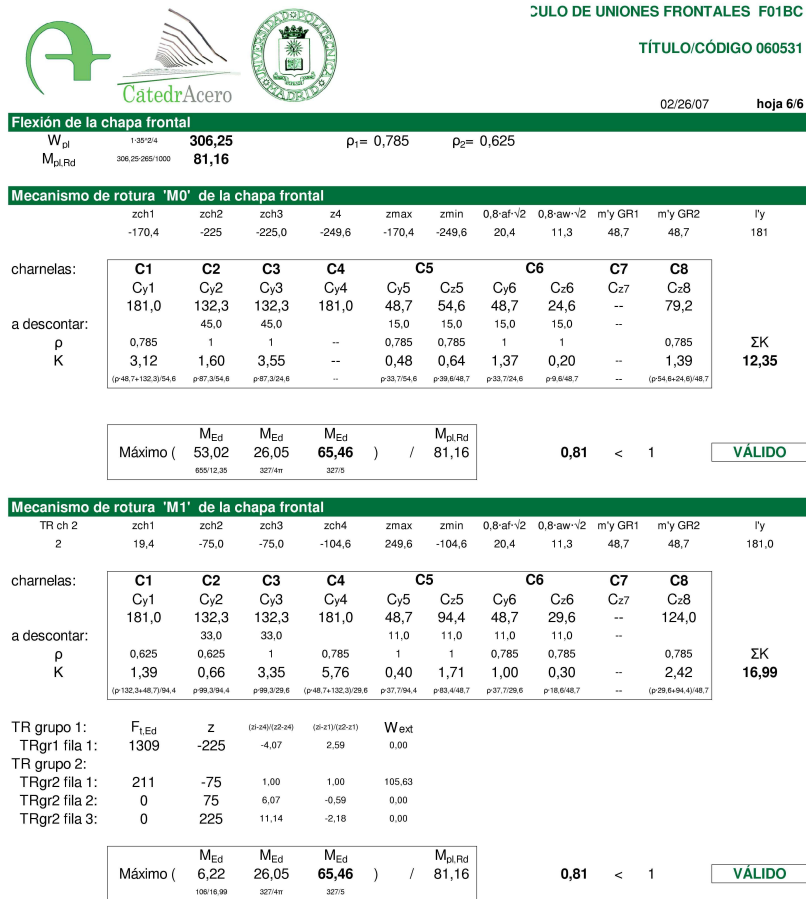 CULO DE UNIONES FRONTALES F01BC
TÍTULO/CÓDIGO 060531
CátedrAcero
UNIVERSIDAD POLITÉCNICA MADRID
02/26/07 hoja 6/6
Flexión de la chapa frontal
Wpl 1·35^2/4 306,25 ρ1= 0,785 ρ2= 0,625
Mpl,Rd 306,25·265/1000 81,16
Mecanismo de rotura 'M0' de la chapa frontal
zch1 zch2 zch3 z4 zmax zmin 0,8·af·√2 0,8·aw·√2 m'y GR1 m'y GR2 l'y
-170,4 -225 -225,0 -249,6 -170,4 -249,6 20,4 11,3 48,7 48,7 181
charnelas: C1 C2 C3 C4 C5 C6 C7 C8
Cy1 Cy2 Cy3 Cy4 Cy5 Cz5 Cy6 Cz6 Cz7 Cz8
181,0 132,3 132,3 181,0 48,7 54,6 48,7 24,6 -- 79,2
a descontar: 45,0 45,0 15,0 15,0 15,0 15,0 --
ρ 0,785 1 1 -- 0,785 0,785 1 1 0,785 ΣK
K 3,12 1,60 3,55 -- 0,48 0,64 1,37 0,20 -- 1,39 12,35
(ρ·48,7+132,3)/54,6 ρ·87,3/54,6 ρ·87,3/24,6 -- ρ·33,7/54,6 ρ·39,6/48,7 ρ·33,7/24,6 ρ·9,6/48,7 -- (ρ·54,6+24,6)/48,7
MEd MEd MEd Mpl,Rd
Máximo ( 53,02 26,05 65,46 ) / 81,16 0,81 < 1 VÁLIDO
655/12,35 327/4π 327/5
Mecanismo de rotura 'M1' de la chapa frontal
TR ch 2 zch1 zch2 zch3 zch4 zmax zmin 0,8·af·√2 0,8·aw·√2 m'y GR1 m'y GR2 l'y
2 19,4 -75,0 -75,0 -104,6 249,6 -104,6 20,4 11,3 48,7 48,7 181,0
charnelas: C1 C2 C3 C4 C5 C6 C7 C8
Cy1 Cy2 Cy3 Cy4 Cy5 Cz5 Cy6 Cz6 Cz7 Cz8
181,0 132,3 132,3 181,0 48,7 94,4 48,7 29,6 -- 124,0
a descontar: 33,0 33,0 11,0 11,0 11,0 11,0 --
ρ 0,625 0,625 1 0,785 1 1 0,785 0,785 0,785 ΣK
K 1,39 0,66 3,35 5,76 0,40 1,71 1,00 0,30 -- 2,42 16,99
(ρ·132,3+48,7)/94,4 ρ·99,3/94,4 ρ·99,3/29,6 (ρ·48,7+132,3)/29,6 ρ·37,7/94,4 ρ·83,4/48,7 ρ·37,7/29,6 ρ·18,6/48,7 -- (ρ·29,6+94,4)/48,7
TR grupo 1: Ft,Ed z (zi-z4)/(z2-z4) (zi-z1)/(z2-z1) Wext
TRgr1 fila 1: 1309 -225 -4,07 2,59 0,00
TR grupo 2:
TRgr2 fila 1: 211 -75 1,00 1,00 105,63
TRgr2 fila 2: 0 75 6,07 -0,59 0,00
TRgr2 fila 3: 0 225 11,14 -2,18 0,00
MEd MEd MEd Mpl,Rd
Máximo ( 6,22 26,05 65,46 ) / 81,16 0,81 < 1 VÁLIDO
106/16,99 327/4π 327/5